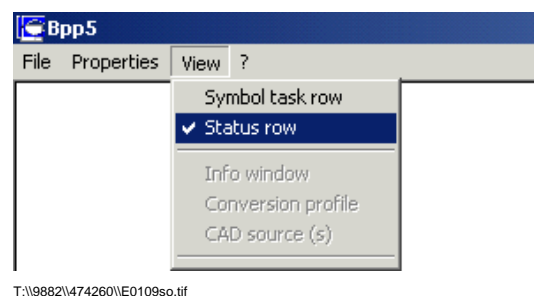 Bpp5
File Properties View ?
Symbol task row
✓ Status row
Info window
Conversion profile
CAD source (s)
T:\\9882\\474260\\E0109so.tif